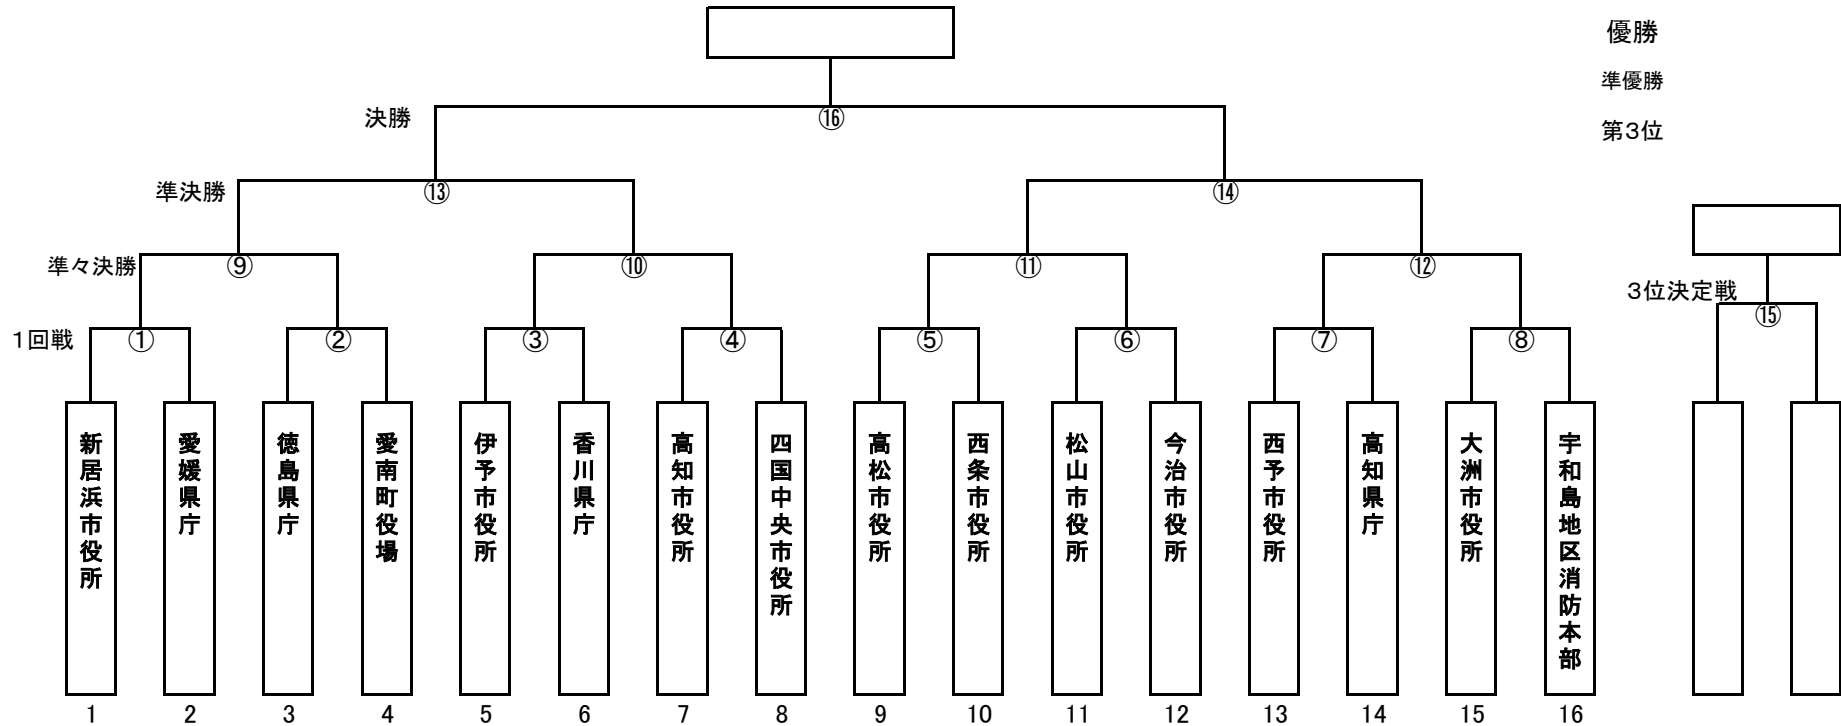 優勝
準優勝
決勝
⑯
第3位
準決勝
⑬
⑭
準々決勝
⑨
⑩
⑪
⑫
3位決定戦
⑮
1回戦
①
②
③
④
⑤
⑥
⑦
⑧
新居浜市役所
愛媛県庁
徳島県庁
愛南町役場
伊予市役所
香川県庁
高知市役所
四国中央市役所
高松市役所
西条市役所
松山市役所
今治市役所
西予市役所
高知県庁
大洲市役所
宇和島地区消防本部
1 2 3 4 5 6 7 8 9 10 11 12 13 14 15 16